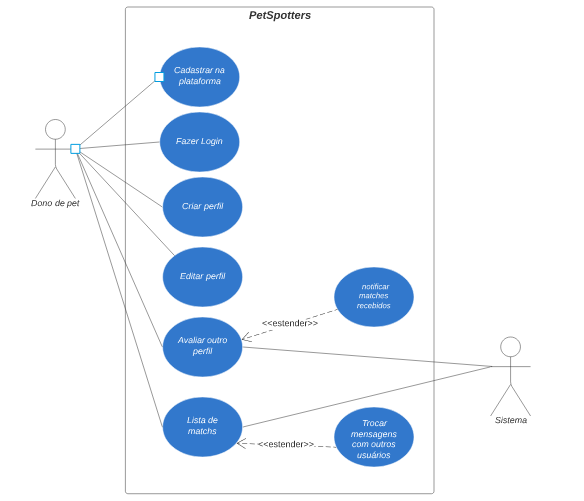 PetSpotters
Cadastrar na
plataforma
Fazer Login
Dono de pet
Criar perfil
Editar perfil
notificar
matches
recebidos
<<estender>>
Avaliar outro
perfil
Sistema
Lista de
matchs
<<estender>>
Trocar
mensagens
com outros
usuários